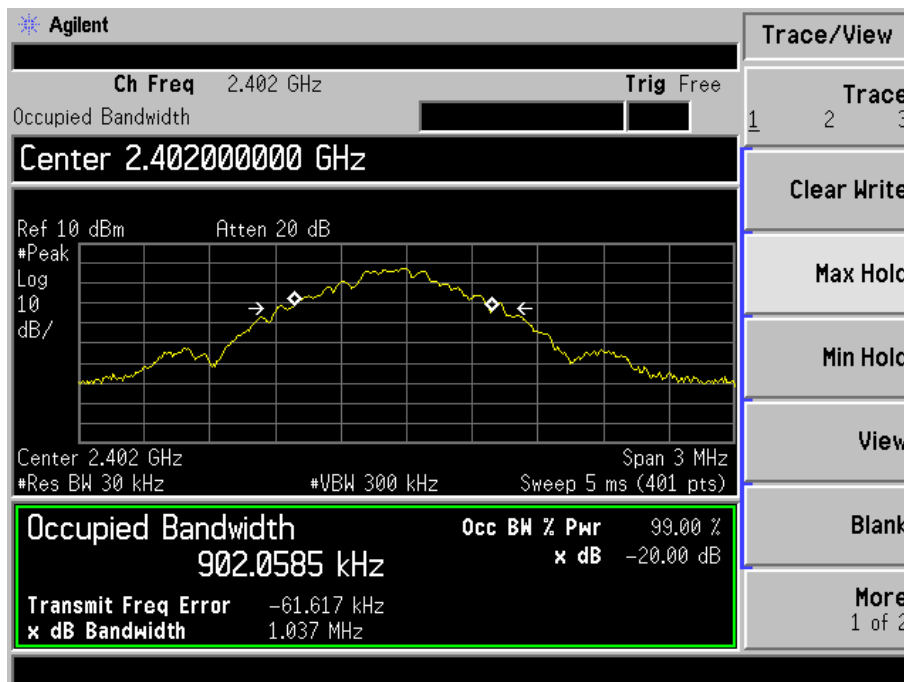 Agilent
Trace/View
Ch Freq 2.402 GHz Trig Free
Occupied Bandwidth
Trace
1 2 3
Center 2.402000000 GHz
Clear Write
Ref 10 dBm Atten 20 dB
#Peak
Log
10
dB/
Max Hold
Min Hold
Center 2.402 GHz Span 3 MHz
#Res BW 30 kHz #VBW 300 kHz Sweep 5 ms (401 pts)
View
Occupied Bandwidth
902.0585 kHz
Occ BW % Pwr 99.00 %
x dB -20.00 dB
Transmit Freq Error -61.617 kHz
x dB Bandwidth 1.037 MHz
Blank
More
1 of 2